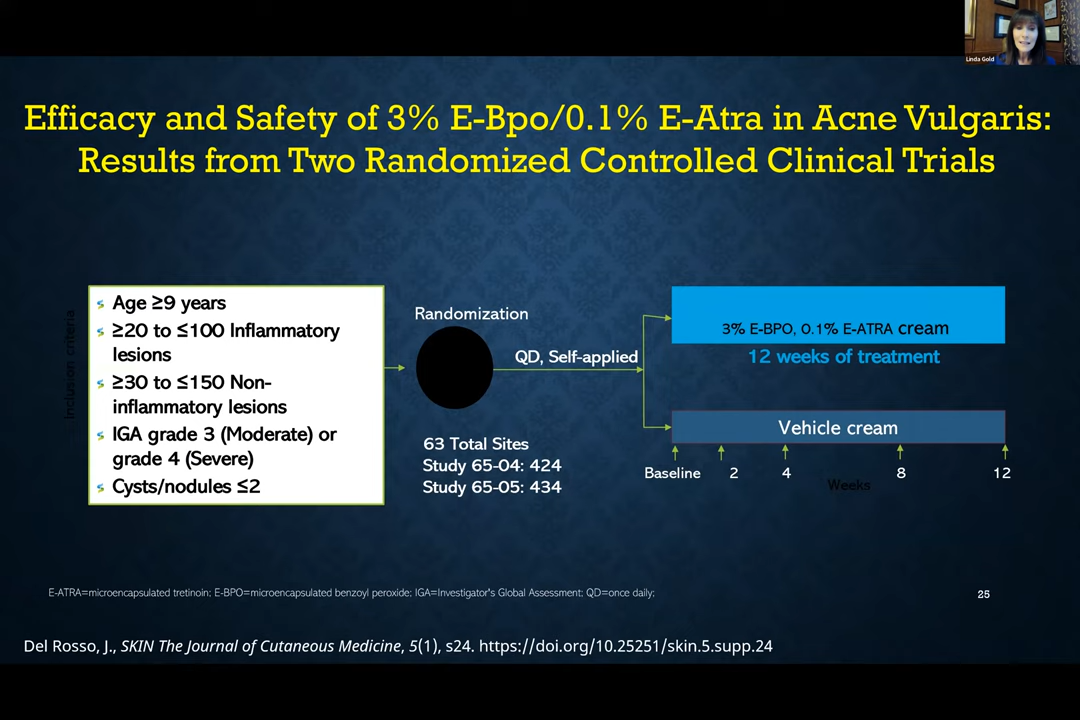 Linda Gold
Efficacy and Safety of 3% E-Bpo/0.1% E-Atra in Acne Vulgaris:
Results from Two Randomized Controlled Clinical Trials
Inclusion criteria
Age ≥9 years
≥20 to ≤100 Inflammatory
lesions
≥30 to ≤150 Non-
inflammatory lesions
IGA grade 3 (Moderate) or
grade 4 (Severe)
Cysts/nodules ≤2
Randomization
63 Total Sites
Study 65-04: 424
Study 65-05: 434
QD, Self-applied
3% E-BPO, 0.1% E-ATRA cream
12 weeks of treatment
Vehicle cream
Baseline 2 4 8 12
Weeks
E-ATRA=microencapsulated tretinoin; E-BPO=microencapsulated benzoyl peroxide; IGA=Investigator's Global Assessment; QD=once daily;
25
Del Rosso, J., SKIN The Journal of Cutaneous Medicine, 5(1), s24. https://doi.org/10.25251/skin.5.supp.24